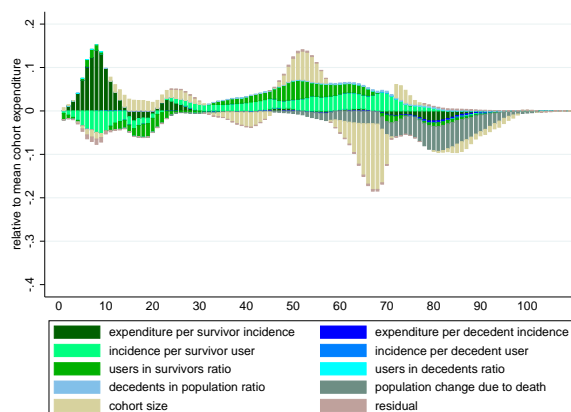 relative to mean cohort expenditure
.2
.1
0
-.1
-.2
-.3
-.4
0 10 20 30 40 50 60 70 80 90 100
expenditure per survivor incidence
expenditure per decedent incidence
incidence per survivor user
incidence per decedent user
users in survivors ratio
users in decedents ratio
decedents in population ratio
population change due to death
cohort size
residual